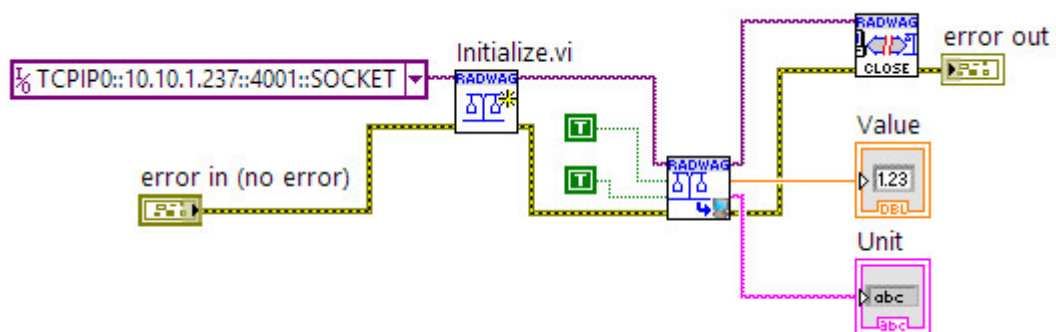 Initialize.vi
RADWAG
CLOSE
error out
TCPIP0::10.10.1.237::4001::SOCKET
RADWAG
T
Value
error in (no error)
T
RADWAG
1.23
DBL
Unit
abc
abc